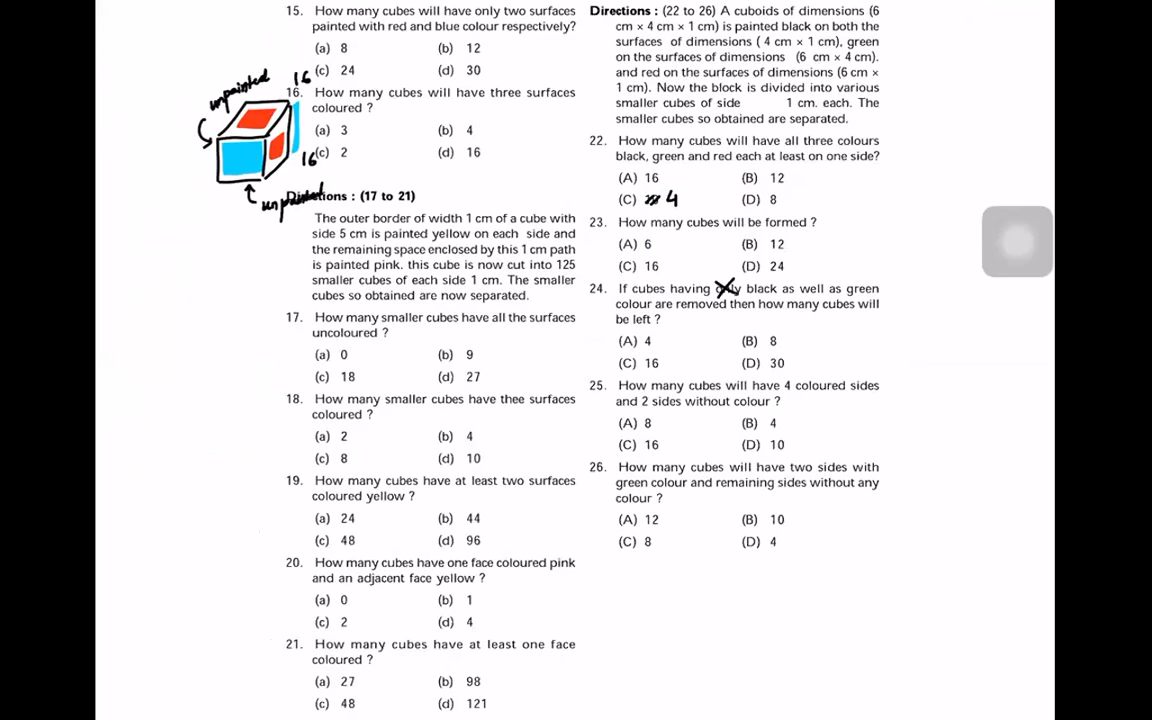 15. How many cubes will have only two surfaces
painted with red and blue colour respectively?
(a) 8 (b) 12
(c) 24 (d) 30
16. How many cubes will have three surfaces
coloured ?
(a) 3 (b) 4
(c) 2 (d) 16
unpainted
16
16
unpainted
Directions : (17 to 21)
The outer border of width 1 cm of a cube with
side 5 cm is painted yellow on each side and
the remaining space enclosed by this 1 cm path
is painted pink. this cube is now cut into 125
smaller cubes of each side 1 cm. The smaller
cubes so obtained are now separated.
17. How many smaller cubes have all the surfaces
uncoloured ?
(a) 0 (b) 9
(c) 18 (d) 27
18. How many smaller cubes have thee surfaces
coloured ?
(a) 2 (b) 4
(c) 8 (d) 10
19. How many cubes have at least two surfaces
coloured yellow ?
(a) 24 (b) 44
(c) 48 (d) 96
20. How many cubes have one face coloured pink
and an adjacent face yellow ?
(a) 0 (b) 1
(c) 2 (d) 4
21. How many cubes have at least one face
coloured ?
(a) 27 (b) 98
(c) 48 (d) 121
Directions : (22 to 26) A cuboids of dimensions (6
cm × 4 cm × 1 cm) is painted black on both the
surfaces of dimensions ( 4 cm × 1 cm), green
on the surfaces of dimensions (6 cm × 4 cm).
and red on the surfaces of dimensions (6 cm ×
1 cm). Now the block is divided into various
smaller cubes of side 1 cm. each. The
smaller cubes so obtained are separated.
22. How many cubes will have all three colours
black, green and red each at least on one side?
(A) 16 (B) 12
(C) 4 (D) 8
23. How many cubes will be formed ?
(A) 6 (B) 12
(C) 16 (D) 24
24. If cubes having only black as well as green
colour are removed then how many cubes will
be left ?
(A) 4 (B) 8
(C) 16 (D) 30
25. How many cubes will have 4 coloured sides
and 2 sides without colour ?
(A) 8 (B) 4
(C) 16 (D) 10
26. How many cubes will have two sides with
green colour and remaining sides without any
colour ?
(A) 12 (B) 10
(C) 8 (D) 4